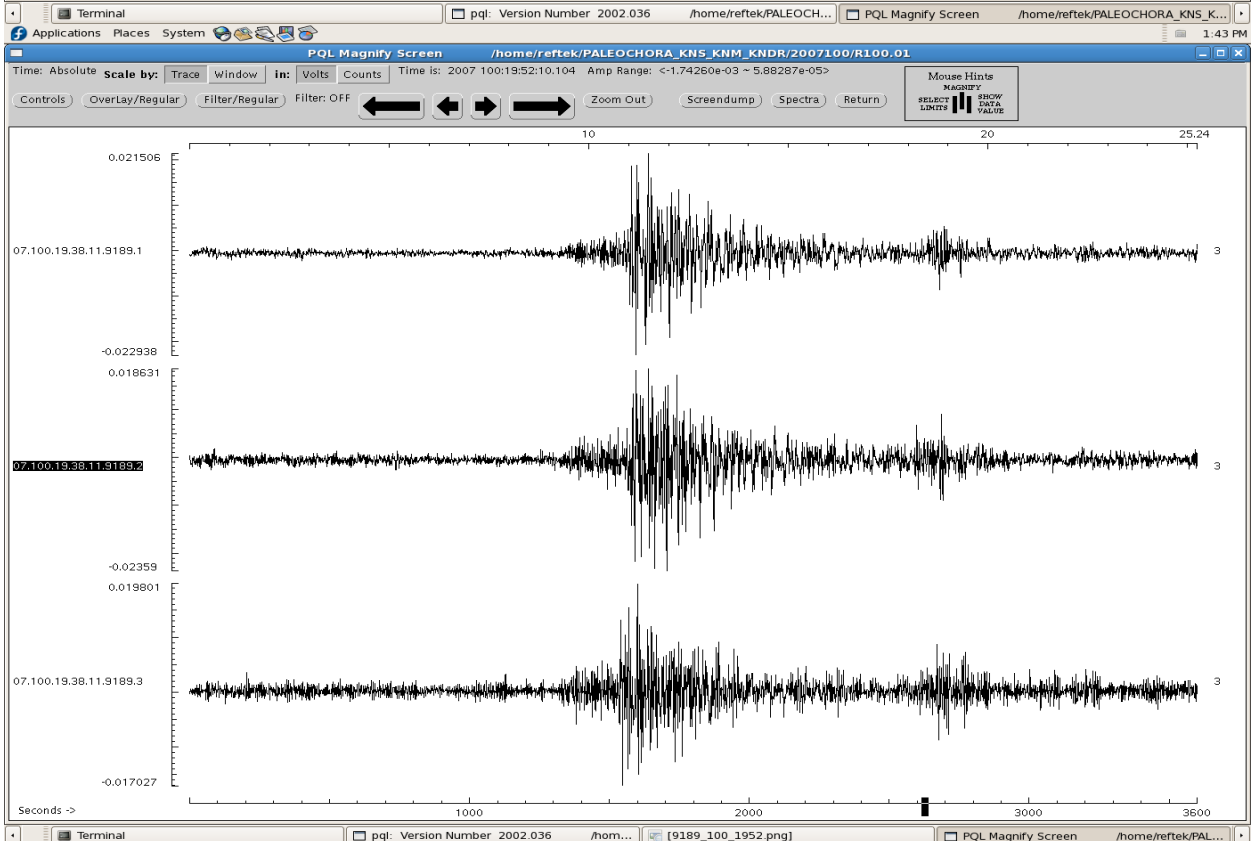 Terminal
pql: Version Number 2002.036 /home/reftek/PALEOCH...
PQL Magnify Screen /home/reftek/PALEOCHORA_KNS_K...
Applications Places System
1:43 PM
PQL Magnify Screen /home/reftek/PALEOCHORA_KNS_KNM_KNDR/2007100/R100.01
Time: Absolute Scale by: Trace Window in: Volts Counts Time is: 2007 100:19:52:10.104 Amp Range: <-1.74260e-03 ~ 5.88287e-05>
Mouse Hints
MAGNIFY
SELECT LIMITS
SHOW DATA VALUE
Controls OverLay/Regular Filter/Regular Filter: OFF Zoom Out Screendump Spectra Return
10 20 25.24
0.021506
07.100.19.38.11.9189.1 3
-0.022938
0.018631
07.100.19.38.11.9189.2 3
-0.02359
0.019801
07.100.19.38.11.9189.3 3
-0.017027
Seconds -> 1000 2000 3000 3600
Terminal
pql: Version Number 2002.036 /hom...
[9189_100_1952.png]
PQL Magnify Screen /home/reftek/PAL...